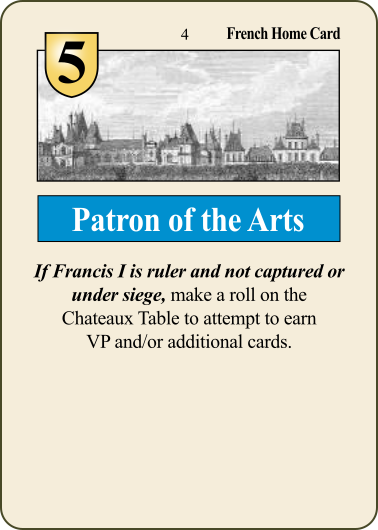 5
4 French Home Card
Patron of the Arts
If Francis I is ruler and not captured or
under siege, make a roll on the
Chateaux Table to attempt to earn
VP and/or additional cards.